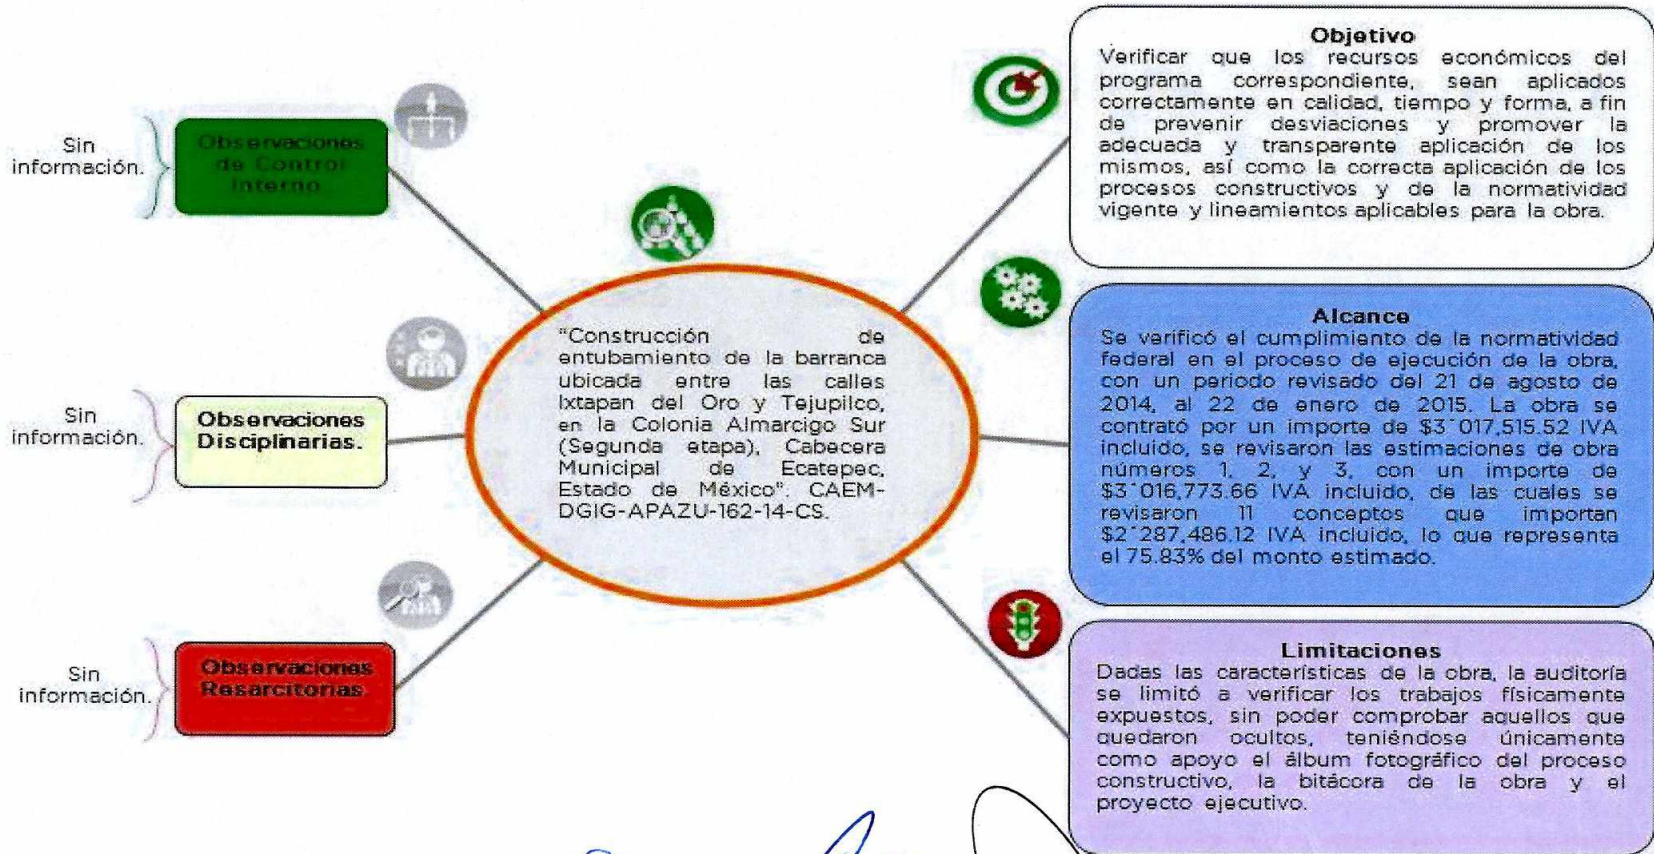 Sin
información.
Observaciones
de Control
Interno.
Sin
información.
Observaciones
Disciplinarias.
Sin
información.
Observaciones
Resarcitorias
"Construcción de
entubamiento de la barranca
ubicada entre las calles
Ixtapan del Oro y Tejupilco,
en la Colonia Almarcigo Sur
(Segunda etapa), Cabecera
Municipal de Ecatepec,
Estado de México". CAEM-
DGIG-APAZU-162-14-CS.
Objetivo
Verificar que los recursos económicos del
programa correspondiente, sean aplicados
correctamente en calidad, tiempo y forma, a fin
de prevenir desviaciones y promover la
adecuada y transparente aplicación de los
mismos, así como la correcta aplicación de los
procesos constructivos y de la normatividad
vigente y lineamientos aplicables para la obra.
Alcance
Se verificó el cumplimiento de la normatividad
federal en el proceso de ejecución de la obra,
con un periodo revisado del 21 de agosto de
2014, al 22 de enero de 2015. La obra se
contrató por un importe de $3´017,515.52 IVA
incluido, se revisaron las estimaciones de obra
números 1, 2, y 3, con un importe de
$3´016,773.66 IVA incluido, de las cuales se
revisaron 11 conceptos que importan
$2´287,486.12 IVA incluido, lo que representa
el 75.83% del monto estimado.
Limitaciones
Dadas las características de la obra, la auditoría
se limitó a verificar los trabajos físicamente
expuestos, sin poder comprobar aquellos que
quedaron ocultos, teniéndose únicamente
como apoyo el álbum fotográfico del proceso
constructivo, la bitácora de la obra y el
proyecto ejecutivo.